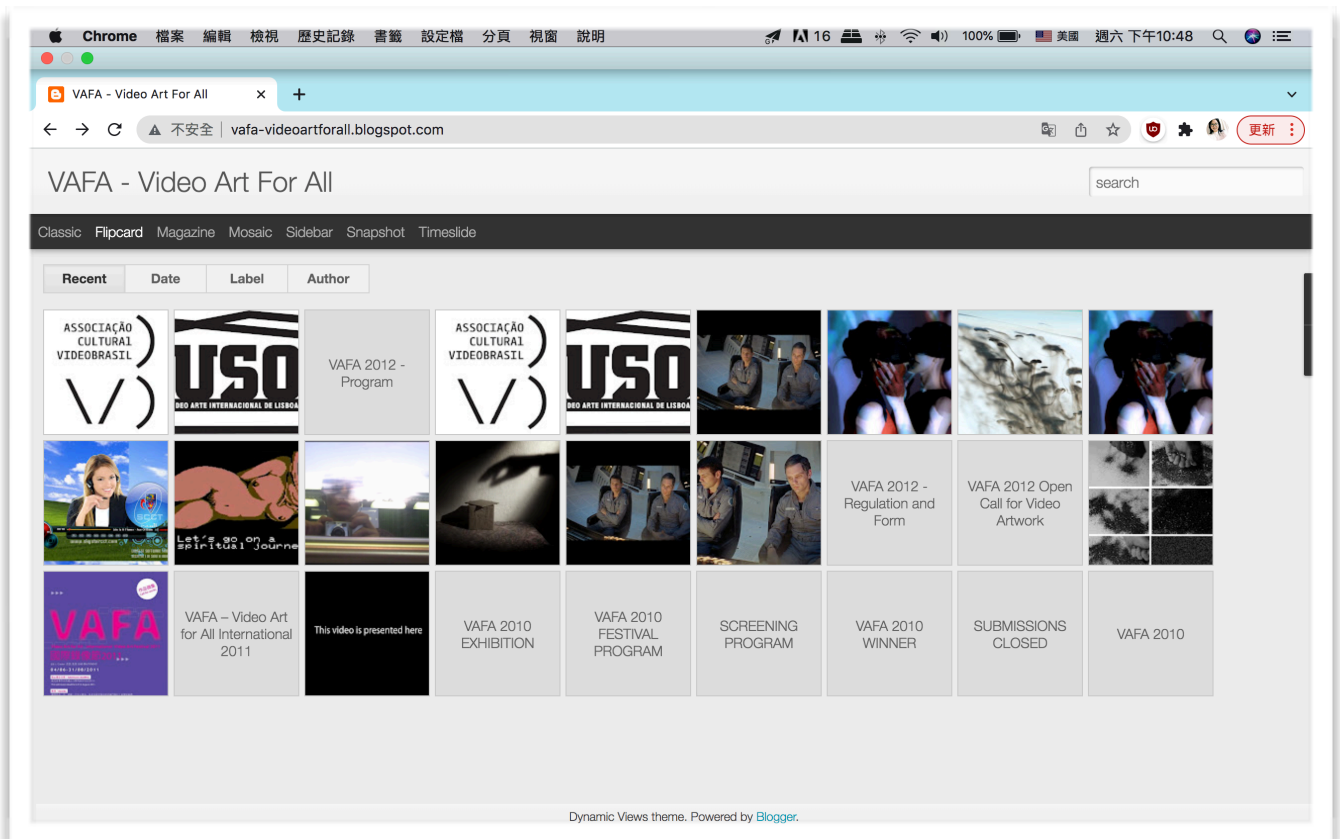 Chrome 檔案 編輯 檢視 歷史記錄 書籤 設定檔 分頁 視窗 說明 16 100% 美國 週六 下午10:48
VAFA - Video Art For All
不安全 vafa-videoartforall.blogspot.com 更新
VAFA - Video Art For All
search
Classic Flipcard Magazine Mosaic Sidebar Snapshot Timeslide
Recent Date Label Author
ASSOCIAÇÃO
CULTURAL
VIDEOBRASIL
USO
DEO ARTE INTERNACIONAL DE LISBOA
VAFA 2012 -
Program
ASSOCIAÇÃO
CULTURAL
VIDEOBRASIL
USO
DEO ARTE INTERNACIONAL DE LISBOA
Let's go on a
spiritual journe
VAFA 2012 -
Regulation and
Form
VAFA 2012 Open
Call for Video
Artwork
VAFA
VAFA – Video Art
for All International
2011
This video is presented here
VAFA 2010
EXHIBITION
VAFA 2010
FESTIVAL
PROGRAM
SCREENING
PROGRAM
VAFA 2010
WINNER
SUBMISSIONS
CLOSED
VAFA 2010
Dynamic Views theme. Powered by Blogger.